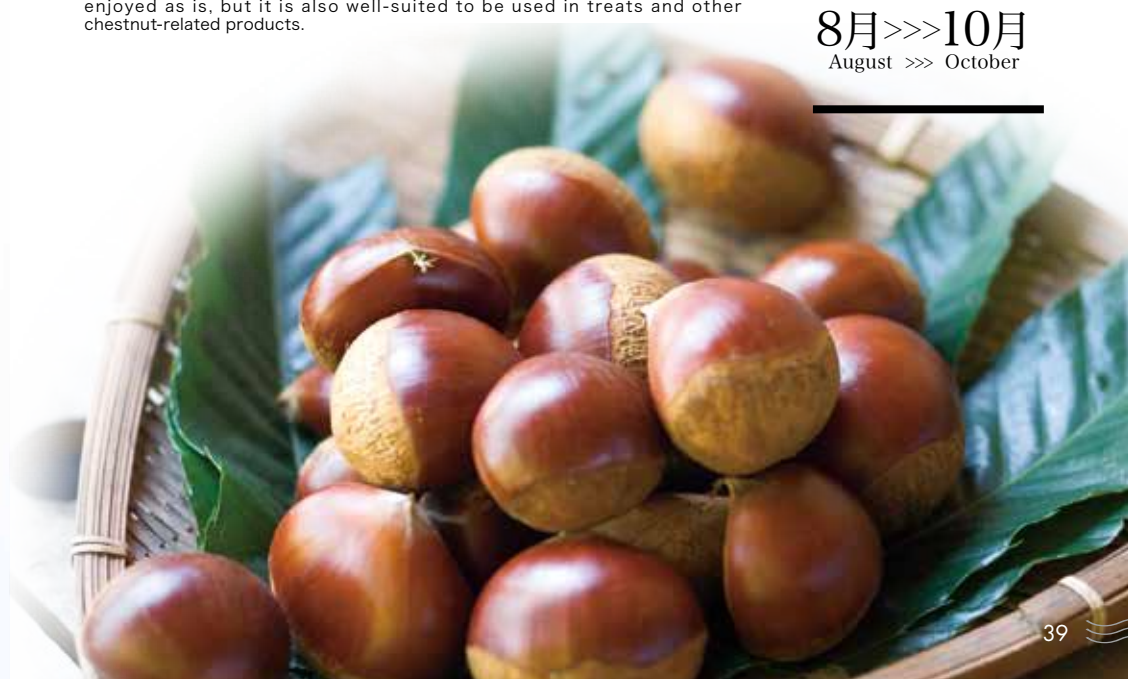 enjoyed as is, but it is also well-suited to be used in treats and other
chestnut-related products.
8月>>>10月
August >>> October
39